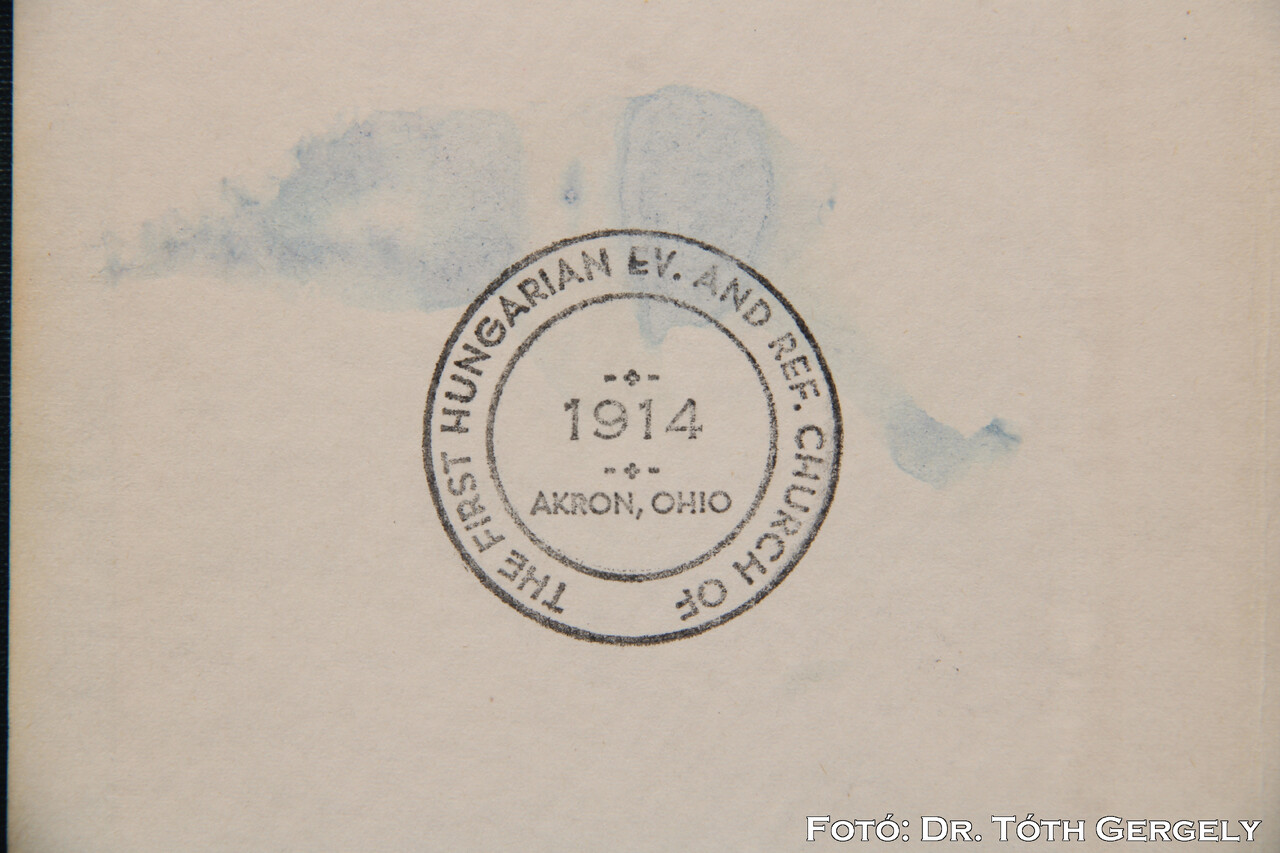 THE FIRST HUNGARIAN EV. AND REF. CHURCH OF
1914
AKRON, OHIO
FOTÓ: DR. TÓTH GERGELY